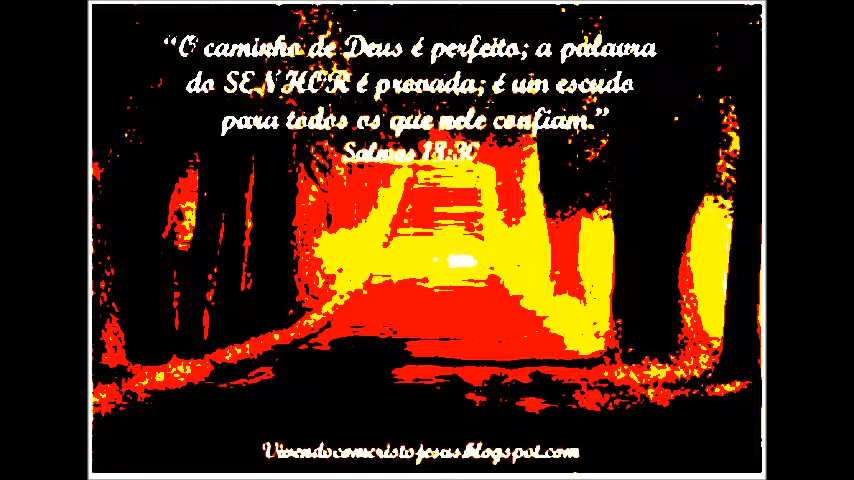 “O caminho de Deus é perfeito; a palavra
do SENHOR é provada; é um escudo
para todos os que nele confiam.”
Salmos 18:30
Vivendocomcristojesus.blogspot.com